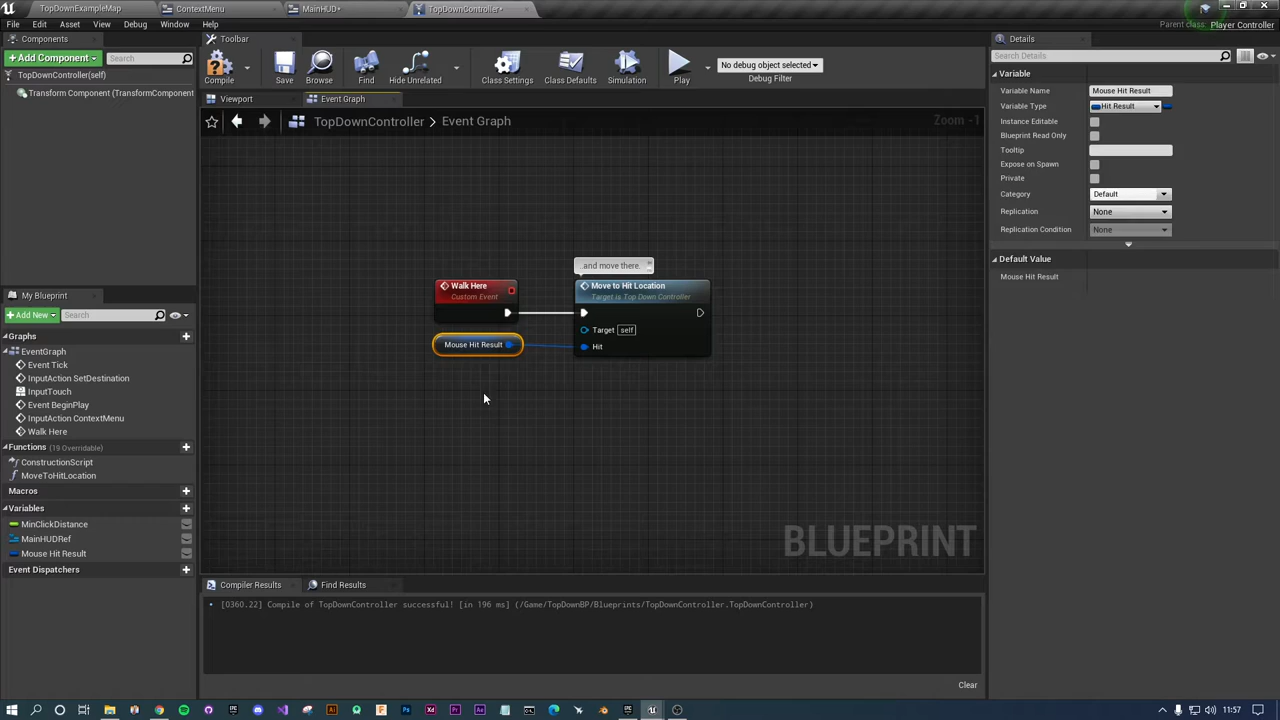 TopDownExampleMap
ContextMenu
MainHUD*
TopDownController*
File Edit Asset View Debug Window Help
Parent class: Player Controller
Components
+ Add Component
Search
TopDownController(self)
Transform Component (TransformComponent
Toolbar
Compile
Save
Browse
Find
Hide Unrelated
Class Settings
Class Defaults
Simulation
Play
No debug object selected
Debug Filter
Viewport
Event Graph
TopDownController > Event Graph
Zoom -1
...and move there.
Walk Here
Custom Event
Move to Hit Location
Target is Top Down Controller
Target self
Mouse Hit Result
Hit
BLUEPRINT
My Blueprint
+ Add New
Search
Graphs
EventGraph
Event Tick
InputAction SetDestination
InputTouch
Event BeginPlay
InputAction ContextMenu
Walk Here
Functions (19 Overridable)
ConstructionScript
MoveToHitLocation
Macros
Variables
MinClickDistance
MainHUDRef
Mouse Hit Result
Event Dispatchers
Compiler Results
Find Results
[0360.22] Compile of TopDownController successful! [in 196 ms] (/Game/TopDownBP/Blueprints/TopDownController.TopDownController)
Clear
Details
Search Details
Variable
Variable Name Mouse Hit Result
Variable Type Hit Result
Instance Editable
Blueprint Read Only
Tooltip
Expose on Spawn
Private
Category Default
Replication None
Replication Condition None
Default Value
Mouse Hit Result
11:57